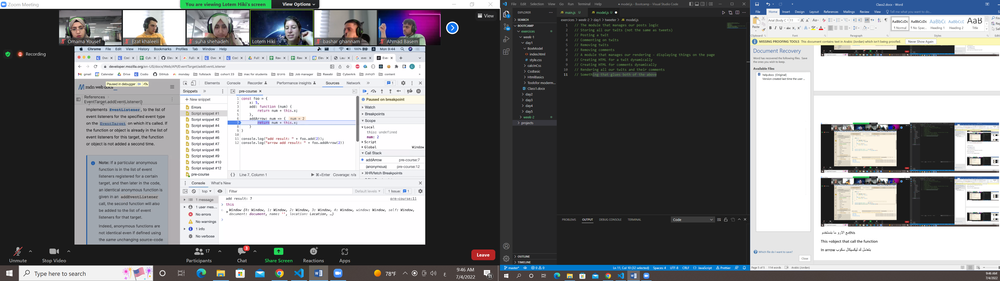 Zoom Meeting
You are viewing Lotem Hiki's screen
View Options
View
Omama Yousef
Ezat khaleeli
suha shehadeh
Lotem Hiki
bashar ghannam
Ahmad Basem
Recording
Chrome File Edit View History Bookmarks Profiles Tab Window Help
100% Mon 9:44
developer.mozilla.org/en-US/docs/Web/API/EventTarget/addEventListener
gmail Calendar Drive Codio GitHub monday fullstack cohort 23 mac for students מיונים Job manager Rawabi CyberArk לקוחות content
Paused in debugger
mdn web docs
References
EventTarget.addEventListener()
implements EventListener, to the list
of event listeners for the specified event type
on the EventTarget on which it's called. If
the function or object is already in the list of
event listeners for this target, the function
or object is not added a second time.
Note: If a particular anonymous
function is in the list of event
listeners registered for a certain
target, and then later in the code,
an identical anonymous function is
given in an addEventListener
call, the second function will also
be added to the list of event
listeners for that target.
Indeed, anonymous functions are
not identical even if defined using
the same unchanging source-code
Elements Console Recorder Performance insights Sources Network 1
Snippets
pre-course
New snippet
Errors
Script snippet #1
Script snippet #2
Script snippet #4
Script snippet #5
Script snippet #6
Script snippet #7
Script snippet #8
Script snippet #9
Script snippet #10
Script snippet #12
pre-course
1 const foo = {
2 x: 5,
3 add: function (num) {
4 return num + this.x;
5 },
6 addArrow: num => { num = 2
7 return num + this.x;
8 }
9 }
10
11 console.log("add result: " + foo.add(2));
12 console.log("arrow add result: " + foo.addArrow(2))
{} Line 7, Column 1 ⌘+Enter Coverage: n/a
Paused on breakpoint
Watch
Breakpoints
Scope
Local
this: undefined
num: 2
Script
Global Window
Call Stack
addArrow pre-course:7
(anonymous) pre-course:12
XHR/fetch Breakpoints
Console What's New
top Filter Default levels 1 Issue: 1
1 message
1 user mes...
No errors
No warnings
1 info
No verbose
add result: 7 pre-course:11
this
Window {0: Window, 1: Window, 2: Window, 3: Window, 4: Window, window: Window, self: Window,
document: document, name: '', location: Location, …}
Unmute
Stop Video
Participants 17
Chat 3
Share Screen
Reactions
Apps
Leave
Type here to search
78°F
ع
9:46 AM
7/4/2022
11
File Edit Selection View Go Run Terminal Help
● model.js - Bootcamp - Visual Studio Code
EXPLORER
SEARCH
BOOTCAMP
exercices
week-1
day1
BoxModel
index.html
style.css
calcInCss
CssBasic
HtmlBasics
Toolsfor moderm...
Class1.docx
day2
day3
day4
day5
week-2
projects
OUTLINE
TIMELINE
JS main.js U JS model.js U
exercices > week-2 > day1 > tweeter > JS model.js
1 // The module that manages our posts logic
2 // Storing all our twits (not the same as tweets)
3 // Posting a twit
4 // Commenting on twits
5 // Removing twits
6 // Removing comments
7 // A module that manages our rendering - displaying things on the page
8 // Creating HTML for a twit dynamically
9 // Creating HTML for comments dynamically
10 // Rendering all our twits and their comments
11 // Something that glues both of the above
PROBLEMS OUTPUT DEBUG CONSOLE TERMINAL
Code
master* 0 0 Ln 11, Col 10 (32 selected) Spaces: 4 UTF-8 CRLF {} JavaScript Prettier
Class2.docx - Word
File Home Insert Design Layout References Mailings Review View Tell me what you want to do...
Paste
Arial (Body C 11
AaBbCcDc AaBbCcDc AaBbCc AaBbCcC AaB
¶ Normal ¶ No Spac... Heading 1 Heading 2 Title
Clipboard Font Paragraph Styles
MISSING PROOFING TOOLS This document contains text in Arabic (Jordan) which isn't being proofed. Never Show Again
Document Recovery
Word has recovered the following files. Save
the ones you wish to keep.
Available Files
help.docx [Original]
Version created last time the user ...
Which file do I want to save?
Close
مع الارو ما بنستخدم this
This =object that call the function
In arrow بتعامل ك ليكسيكال سكوب
Page 5 of 5 114 words Arabic (Jordan)
9:46 AM
7/4/2022